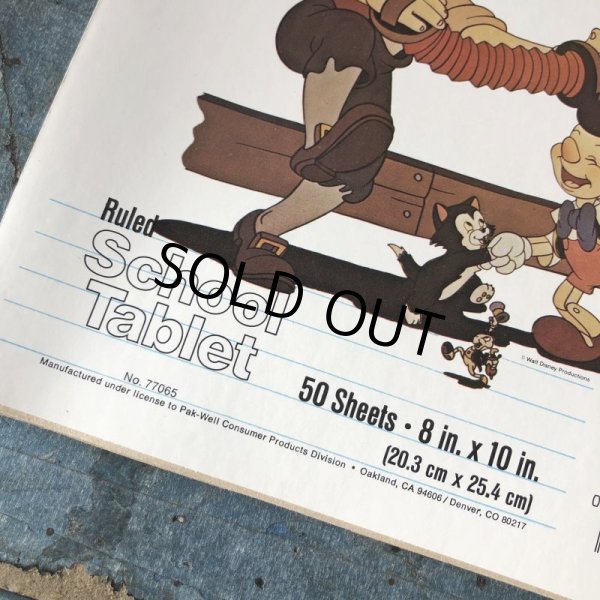 Ruled
School
Tablet
SOLD OUT
© Walt Disney Productions
No. 77065
50 Sheets • 8 in. x 10 in.
(20.3 cm x 25.4 cm)
Manufactured under license to Pak-Well Consumer Products Division • Oakland, CA 94606 / Denver, CO 80217
0